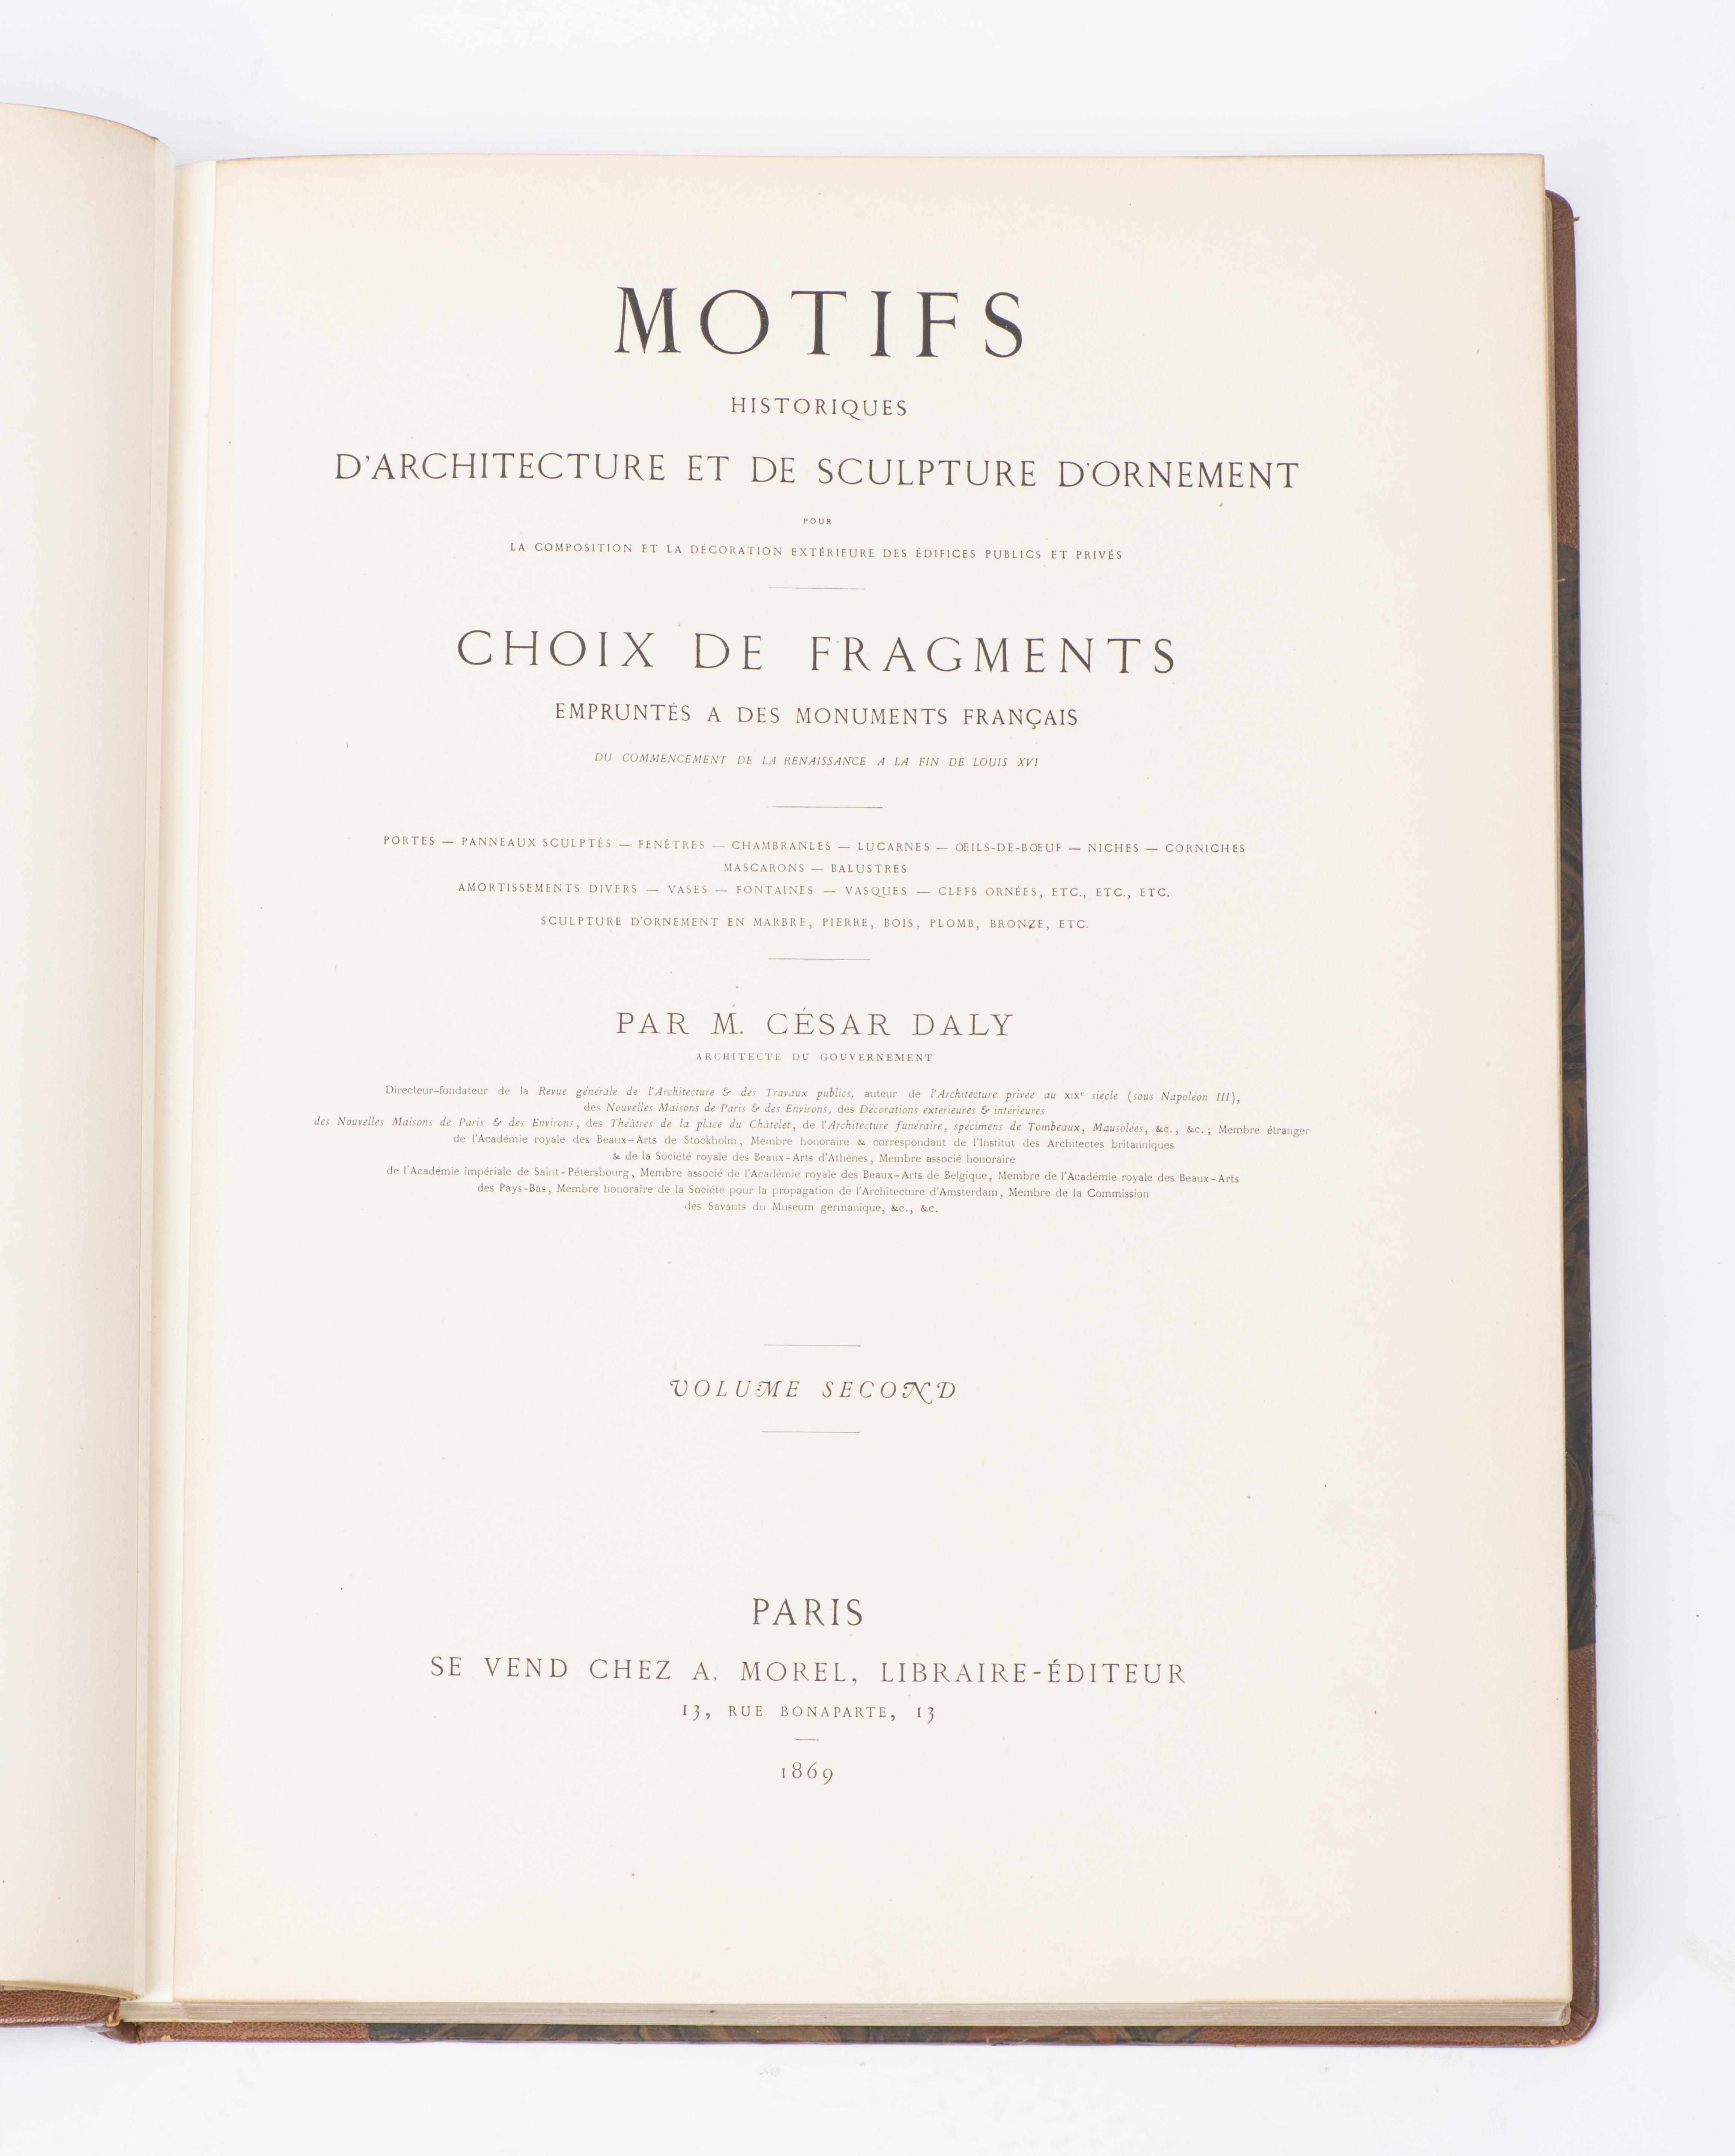 MOTIFS
HISTORIQUES
D'ARCHITECTURE ET DE SCULPTURE D'ORNEMENT
POUR
LA COMPOSITION ET LA DÉCORATION EXTÉRIEURE DES ÉDIFICES PUBLICS ET PRIVÉS
CHOIX DE FRAGMENTS
EMPRUNTÉS A DES MONUMENTS FRANÇAIS
DU COMMENCEMENT DE LA RENAISSANCE A LA FIN DE LOUIS XVI
PORTES — PANNEAUX SCULPTÉS — FENÊTRES — CHAMBRANLES — LUCARNES — OEILS-DE-BOEUF — NICHES — CORNICHES
MASCARONS — BALUSTRES
AMORTISSEMENTS DIVERS — VASES — FONTAINES — VASQUES — CLEFS ORNÉES, ETC., ETC., ETC.
SCULPTURE D'ORNEMENT EN MARBRE, PIERRE, BOIS, PLOMB, BRONZE, ETC.
PAR M. CÉSAR DALY
ARCHITECTE DU GOUVERNEMENT
Directeur-fondateur de la Revue générale de l'Architecture & des Travaux publics, auteur de l'Architecture privée au XIXe siècle (sous Napoléon III),
des Nouvelles Maisons de Paris & des Environs, des Décorations exterieures & intérieures
des Nouvelles Maisons de Paris & des Environs, des Théâtres de la place du Châtelet, de l'Architecture funéraire, spécimens de Tombeaux, Mausolées, &c., &c.; Membre étranger
de l'Académie royale des Beaux-Arts de Stockholm, Membre honoraire & correspondant de l'Institut des Architectes britanniques
& de la Société royale des Beaux-Arts d'Athènes, Membre associé honoraire
de l'Académie impériale de Saint-Pétersbourg, Membre associé de l'Académie royale des Beaux-Arts de Belgique, Membre de l'Académie royale des Beaux-Arts
des Pays-Bas, Membre honoraire de la Société pour la propagation de l'Architecture d'Amsterdam, Membre de la Commission
des Savants du Muséum germanique, &c., &c.
VOLUME SECOND
PARIS
SE VEND CHEZ A. MOREL, LIBRAIRE-ÉDITEUR
13, RUE BONAPARTE, 13
1869